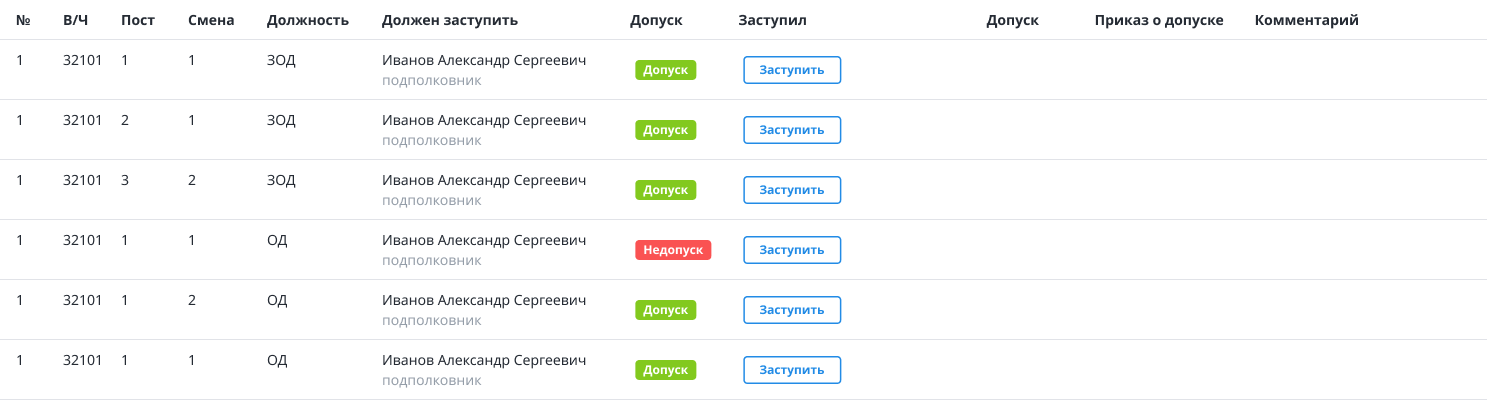 № В/Ч Пост Смена Должность Должен заступить Допуск Заступил Допуск Приказ о допуске Комментарий
1 32101 1 1 ЗОД Иванов Александр Сергеевич Допуск Заступить
подполковник
1 32101 2 1 ЗОД Иванов Александр Сергеевич Допуск Заступить
подполковник
1 32101 3 2 ЗОД Иванов Александр Сергеевич Допуск Заступить
подполковник
1 32101 1 1 ОД Иванов Александр Сергеевич Недопуск Заступить
подполковник
1 32101 1 2 ОД Иванов Александр Сергеевич Допуск Заступить
подполковник
1 32101 1 1 ОД Иванов Александр Сергеевич Допуск Заступить
подполковник